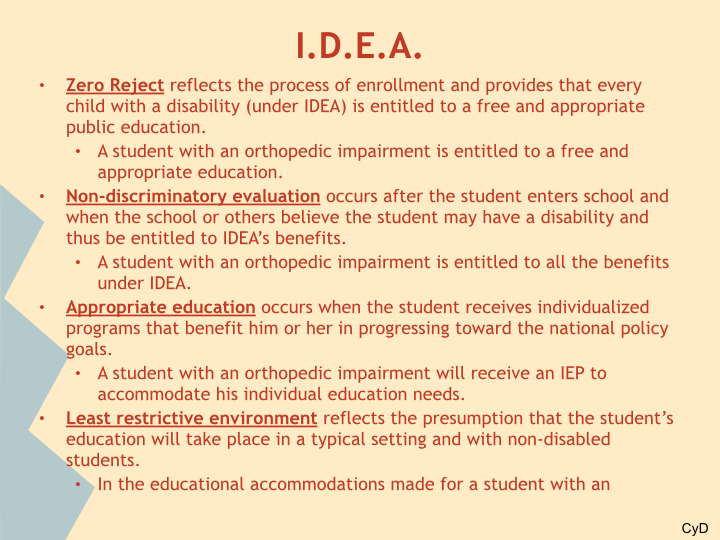 I.D.E.A.
• Zero Reject reflects the process of enrollment and provides that every
child with a disability (under IDEA) is entitled to a free and appropriate
public education.
• A student with an orthopedic impairment is entitled to a free and
appropriate education.
• Non-discriminatory evaluation occurs after the student enters school and
when the school or others believe the student may have a disability and
thus be entitled to IDEA’s benefits.
• A student with an orthopedic impairment is entitled to all the benefits
under IDEA.
• Appropriate education occurs when the student receives individualized
programs that benefit him or her in progressing toward the national policy
goals.
• A student with an orthopedic impairment will receive an IEP to
accommodate his individual education needs.
• Least restrictive environment reflects the presumption that the student’s
education will take place in a typical setting and with non-disabled
students.
• In the educational accommodations made for a student with an
CyD